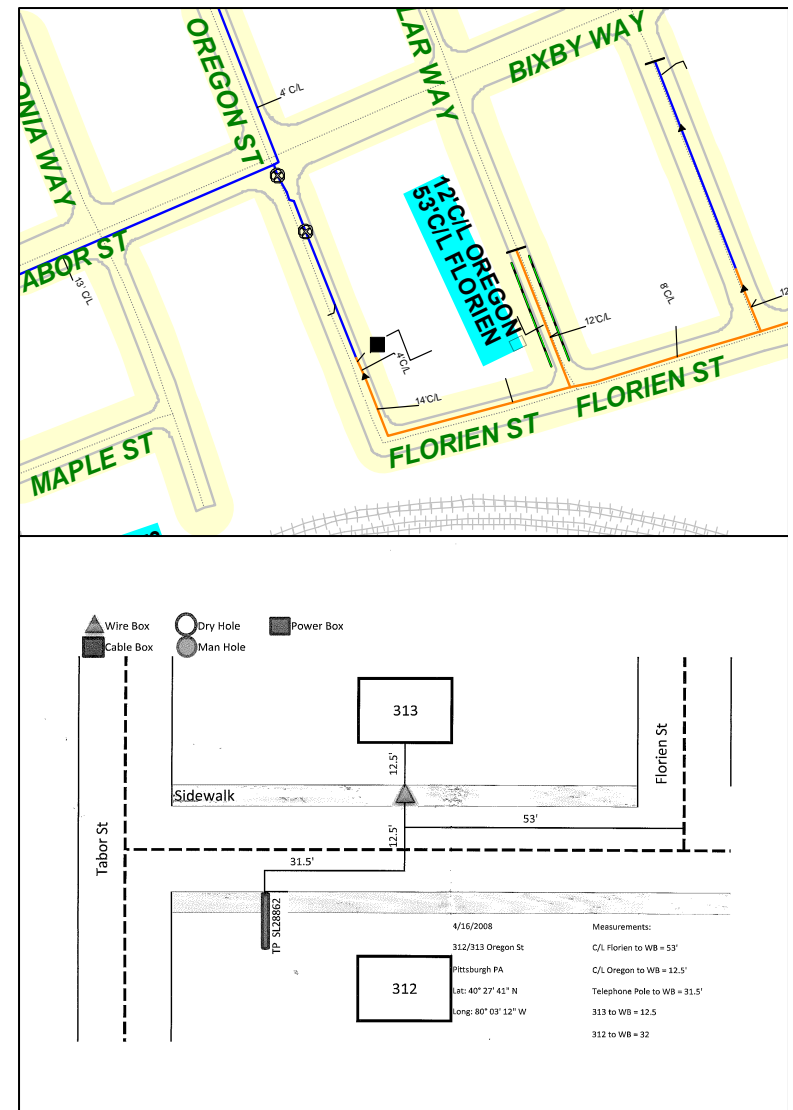 OREGON ST
LAR WAY
BIXBY WAY
ONIA WAY
4' C/L
12'C/L OREGON
53'C/L FLORIEN
ABOR ST
13' C/L
8'C/L
12
12'C/L
4'C/L
14'C/L
FLORIEN ST
FLORIEN ST
MAPLE ST
Wire Box
Dry Hole
Power Box
Cable Box
Man Hole
313
Florien St
12.5'
Sidewalk
53'
12.5'
Tabor St
31.5'
TP SL28862
312
4/16/2008
312/313 Oregon St
Pittsburgh PA
Lat: 40° 27' 41" N
Long: 80° 03' 12" W
Measurements:
C/L Florien to WB = 53'
C/L Oregon to WB = 12.5'
Telephone Pole to WB = 31.5'
313 to WB = 12.5
312 to WB = 32